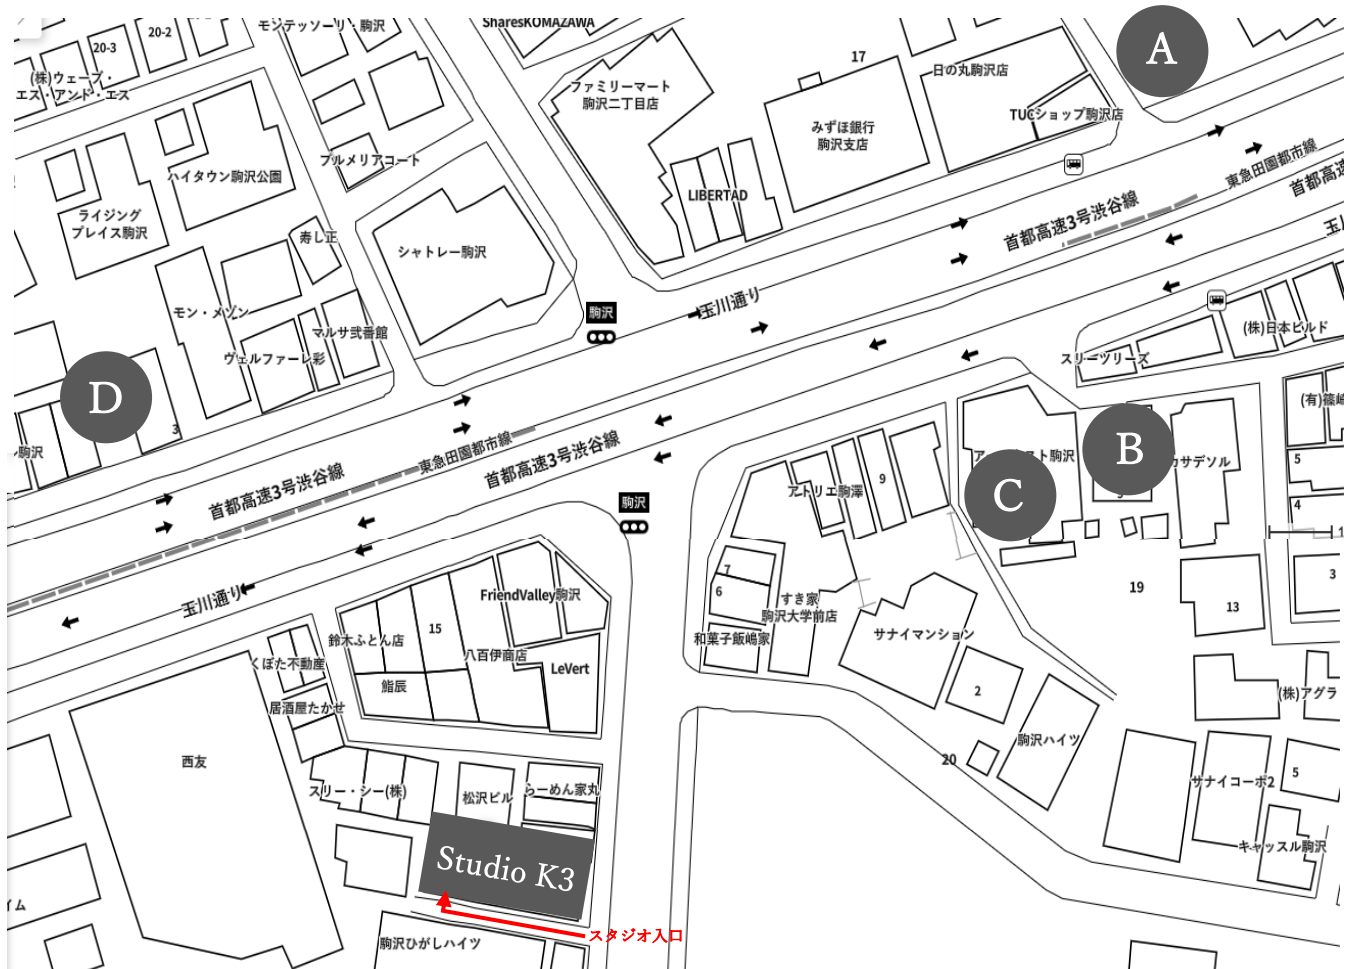 SharesKOMAZAWA
モンテッソーリ・駒沢
20-2
20-3
(株)ウェーブ・
エス・アンド・エス
A
17
日の丸駒沢店
ファミリーマート
駒沢二丁目店
TUCショップ駒沢店
みずほ銀行
駒沢支店
プルメリアコート
東急田園都市線
ハイタウン駒沢公園
首都高速
LIBERTAD
ライジング
プレイス駒沢
首都高速3号渋谷線
寿し正
シャトレー駒沢
モン・メゾン
玉川通り
駒沢
マルサ弐番館
(株)日本ビルド
ヴェルファーレ彩
スリーツリーズ
D
3
駒沢
東急田園都市線
首都高速3号渋谷線
首都高速3号渋谷線
B
カサデソル
5
C
9
アトリエ駒澤
4
駒沢
玉川通り
FriendValley駒沢
7
6
すき家
駒沢大学前店
19
13
3
鈴木ふとん店
15
和菓子飯嶋家
サナイマンション
八百伊商店
LeVert
くぼた不動産
鮨辰
2
(株)アグラ
居酒屋たかせ
駒沢ハイツ
20
西友
スリー・シー(株)
松沢ビル
らーめん家丸
サナイコーポ2
5
キャッスル駒沢
Studio K3
イム
スタジオ入口
駒沢ひがしハイツ